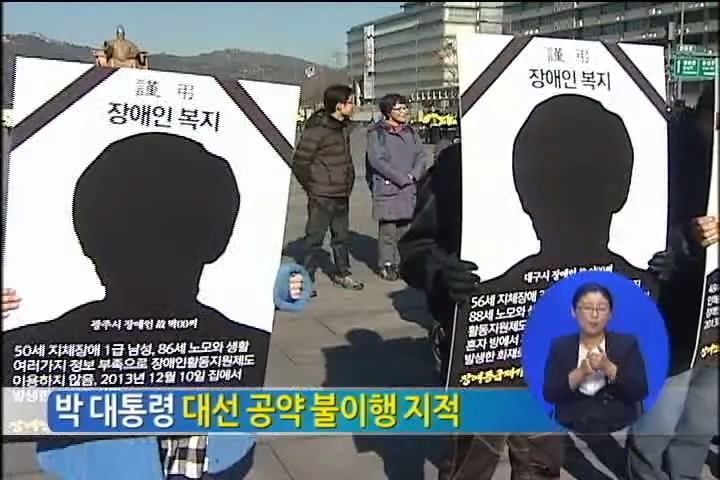 謹 弔
장애인 복지
광주시 장애인 故 박00씨
50세 지체장애 1급 남성, 86세 노모와 생활
여러가지 정보 부족으로 장애인활동지원제도
이용하지 않음. 2013년 12월 10일 집에서
謹 弔
장애인 복지
대구시 장애인
56세 지체장애
88세
활동지원제도
혼자 방에서
발생한 화재로
장애등급제
박 대통령 대선 공약 불이행 지적